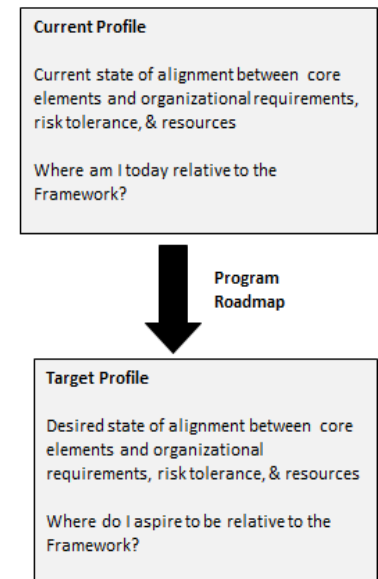 Current Profile
Current state of alignment between core
elements and organizational requirements,
risk tolerance, & resources
Where am I today relative to the
Framework?
Program
Roadmap
Target Profile
Desired state of alignment between core
elements and organizational
requirements, risk tolerance, & resources
Where do I aspire to be relative to the
Framework?